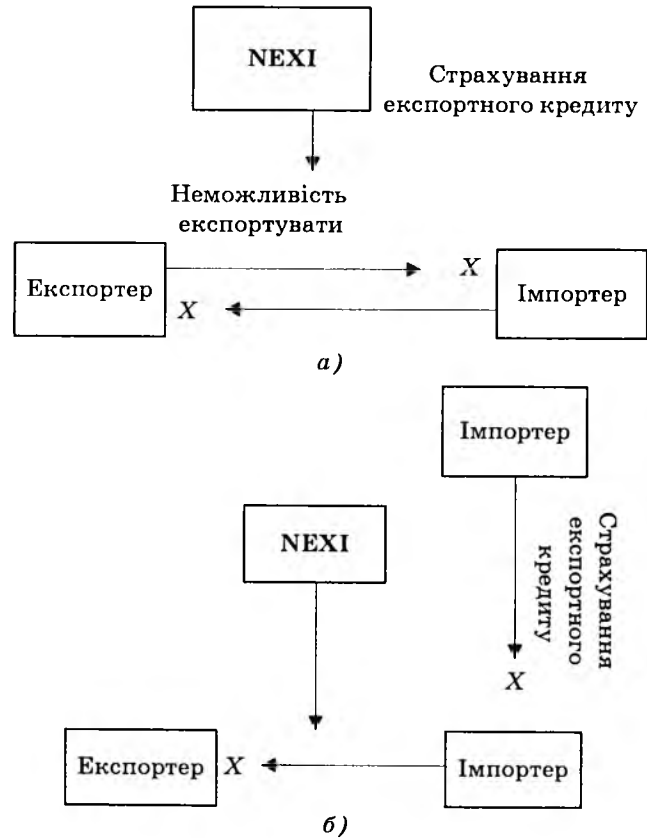 NEXI
Страхування
експортного кредиту
Неможливість
експортувати
Експортер
X
X
Імпортер
а)
Імпортер
NEXI
Страхування
експортного
кредиту
X
Експортер
X
Імпортер
б)